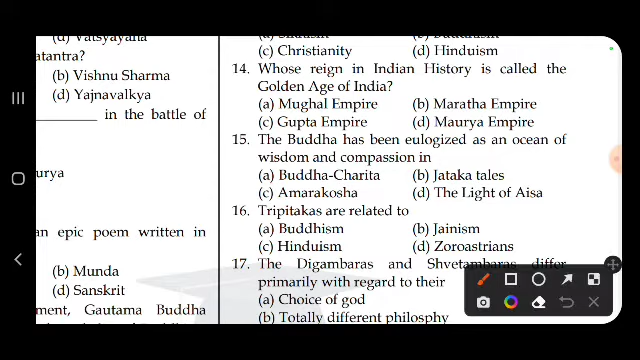 (d) Vatsyayana
atantra?
(b) Vishnu Sharma
(d) Yajnavalkya
__________ in the battle of
urya
an epic poem written in
(b) Munda
(d) Sanskrit
ment, Gautama Buddha
(c) Christianity (d) Hinduism
14. Whose reign in Indian History is called the
Golden Age of India?
(a) Mughal Empire (b) Maratha Empire
(c) Gupta Empire (d) Maurya Empire
15. The Buddha has been eulogized as an ocean of
wisdom and compassion in
(a) Buddha-Charita (b) Jataka tales
(c) Amarakosha (d) The Light of Aisa
16. Tripitakas are related to
(a) Buddhism (b) Jainism
(c) Hinduism (d) Zoroastrians
17. The Digambaras and Shvetambaras differ
primarily with regard to their
(a) Choice of god
(b) Totally different philosphy